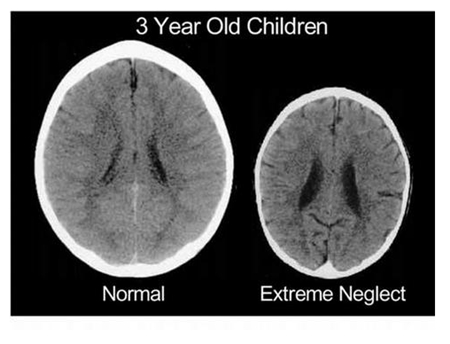 3 Year Old Children
Normal
Extreme Neglect